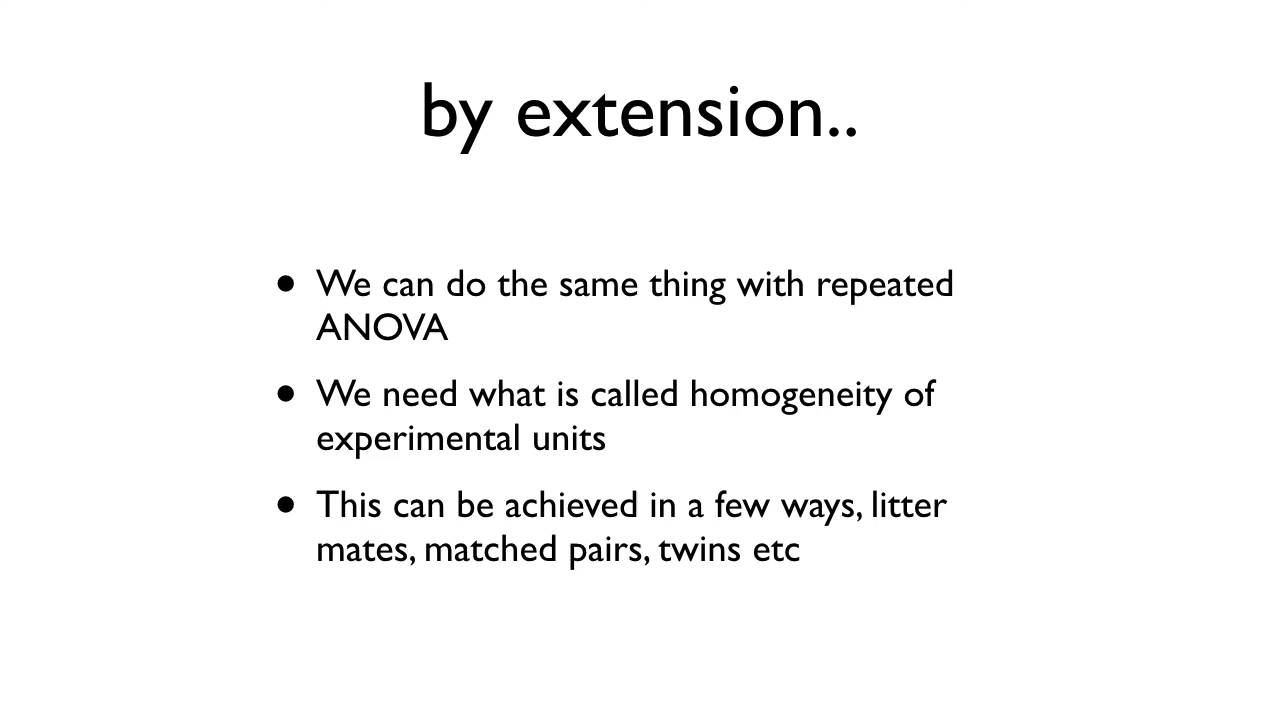 by extension..
• We can do the same thing with repeated
ANOVA
• We need what is called homogeneity of
experimental units
• This can be achieved in a few ways, litter
mates, matched pairs, twins etc